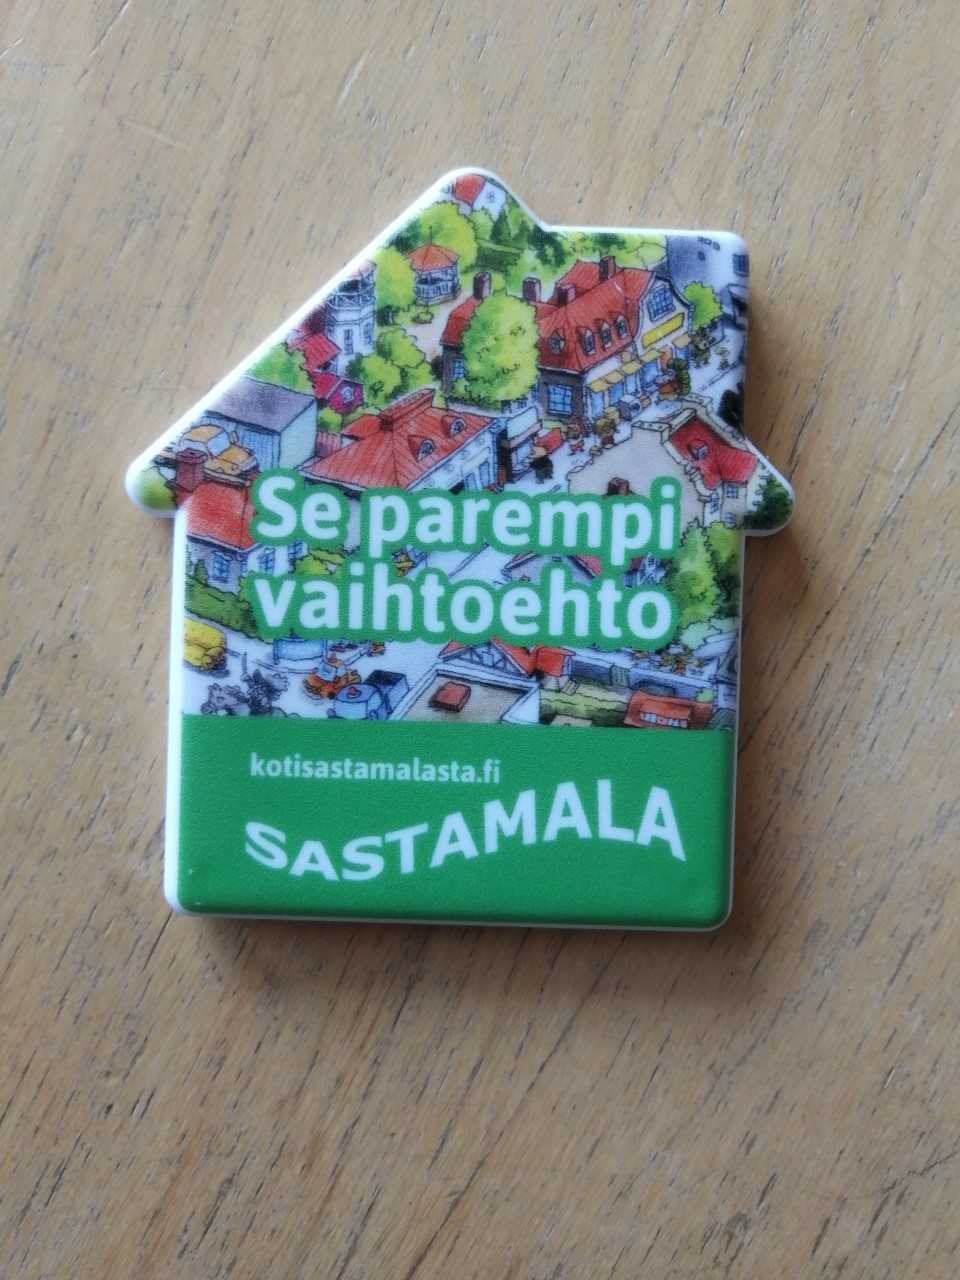 Se parempi
vaihtoehto
kotisastamalasta.fi
SASTAMALA